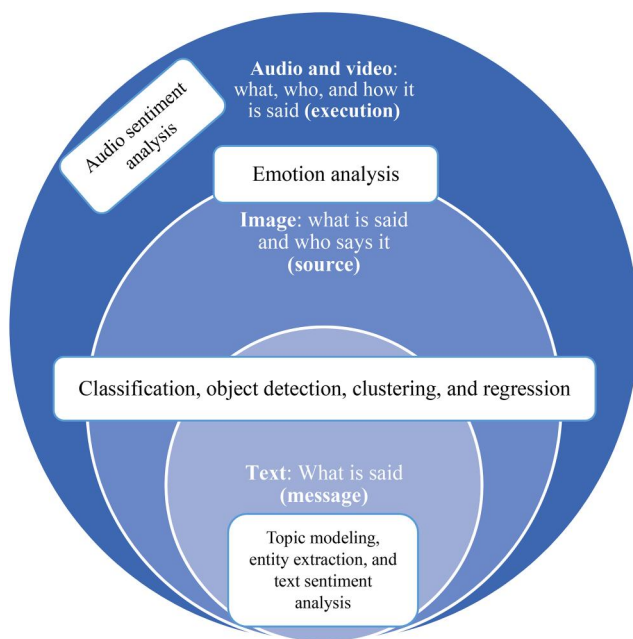 Audio and video:
what, who, and how it
is said (execution)
Audio sentiment
analysis
Emotion analysis
Image: what is said
and who says it
(source)
Classification, object detection, clustering, and regression
Text: What is said
(message)
Topic modeling,
entity extraction, and
text sentiment
analysis